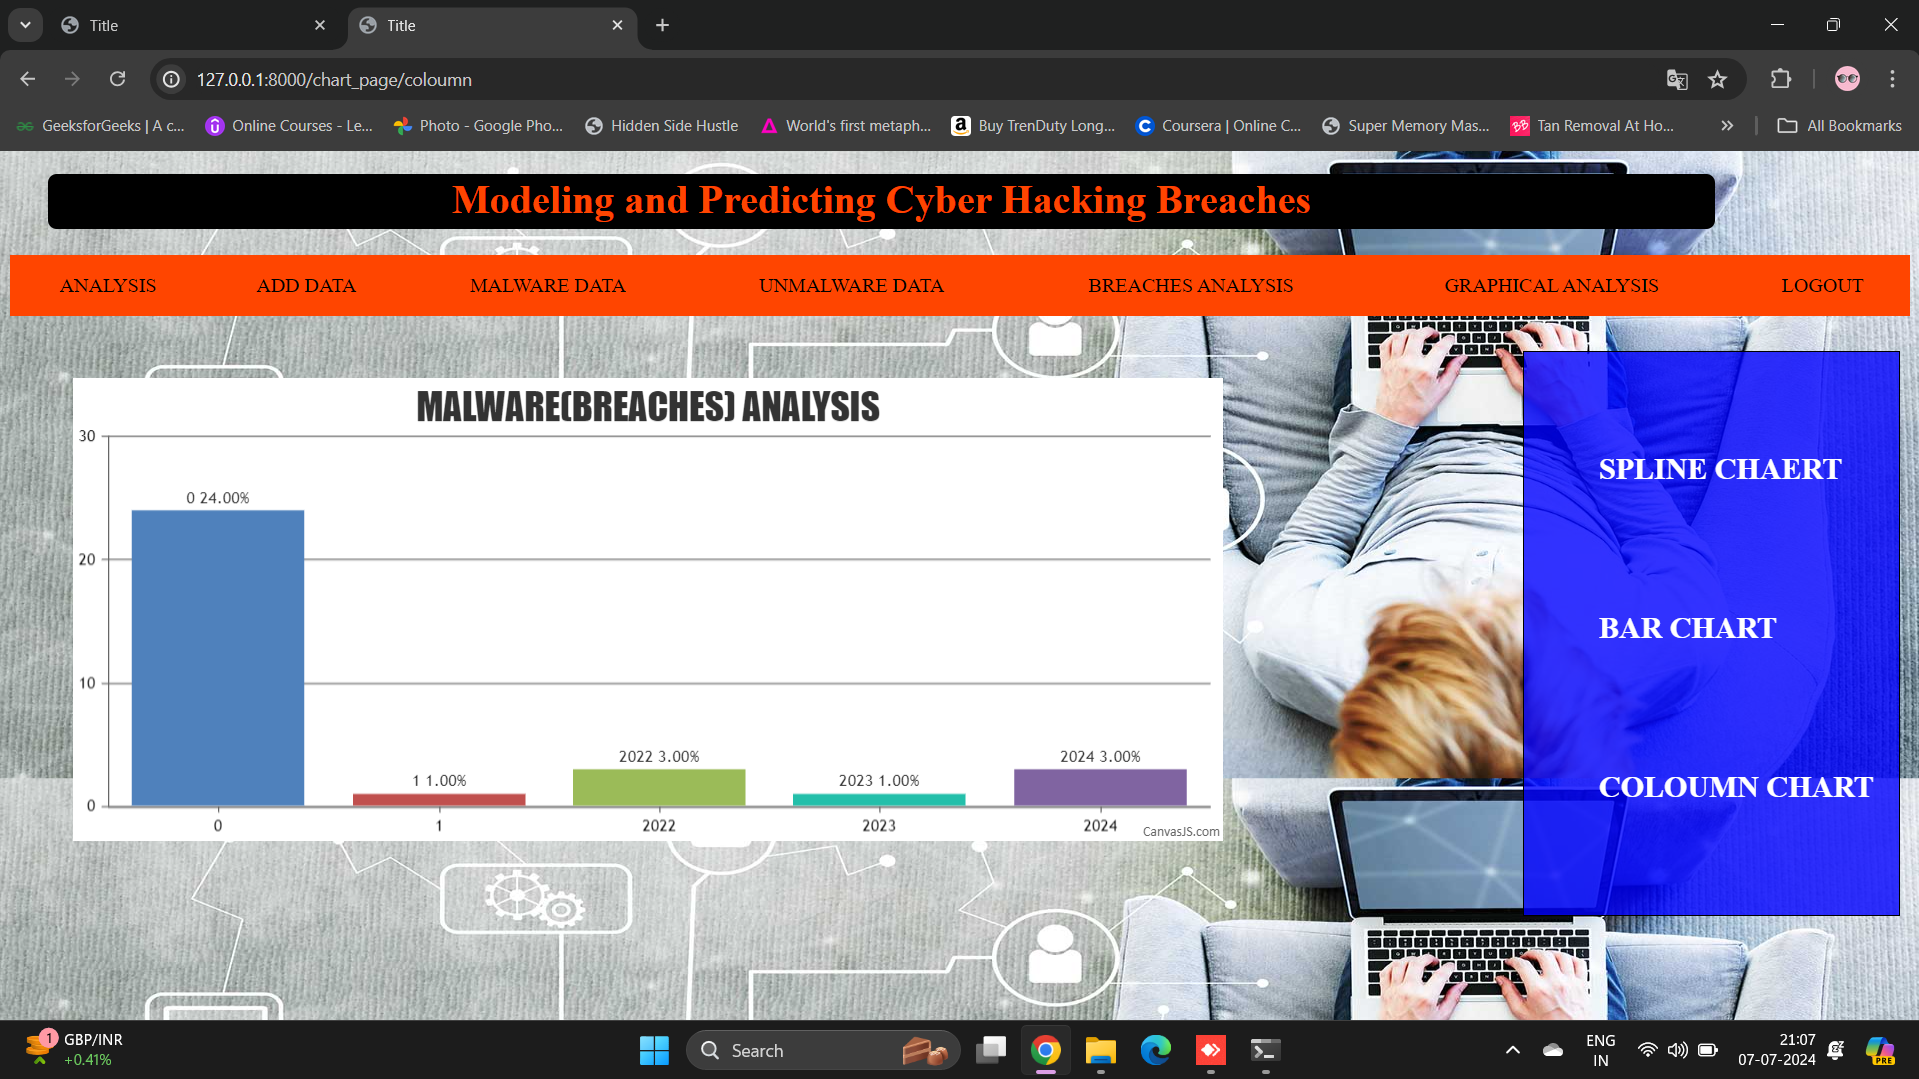 Title
Title
127.0.0.1:8000/chart_page/coloumn
GeeksforGeeks | A c...
Online Courses - Le...
Photo - Google Pho...
Hidden Side Hustle
World's first metaph...
Buy TrenDuty Long...
Coursera | Online C...
Super Memory Mas...
Tan Removal At Ho...
All Bookmarks
Modeling and Predicting Cyber Hacking Breaches
ANALYSIS
ADD DATA
MALWARE DATA
UNMALWARE DATA
BREACHES ANALYSIS
GRAPHICAL ANALYSIS
LOGOUT
MALWARE(BREACHES) ANALYSIS
30
20
10
0
0 24.00%
1 1.00%
2022 3.00%
2023 1.00%
2024 3.00%
0
1
2022
2023
2024
CanvasJS.com
SPLINE CHAERT
BAR CHART
COLOUMN CHART
1
GBP/INR
+0.41%
Search
ENG
IN
21:07
07-07-2024
PRE